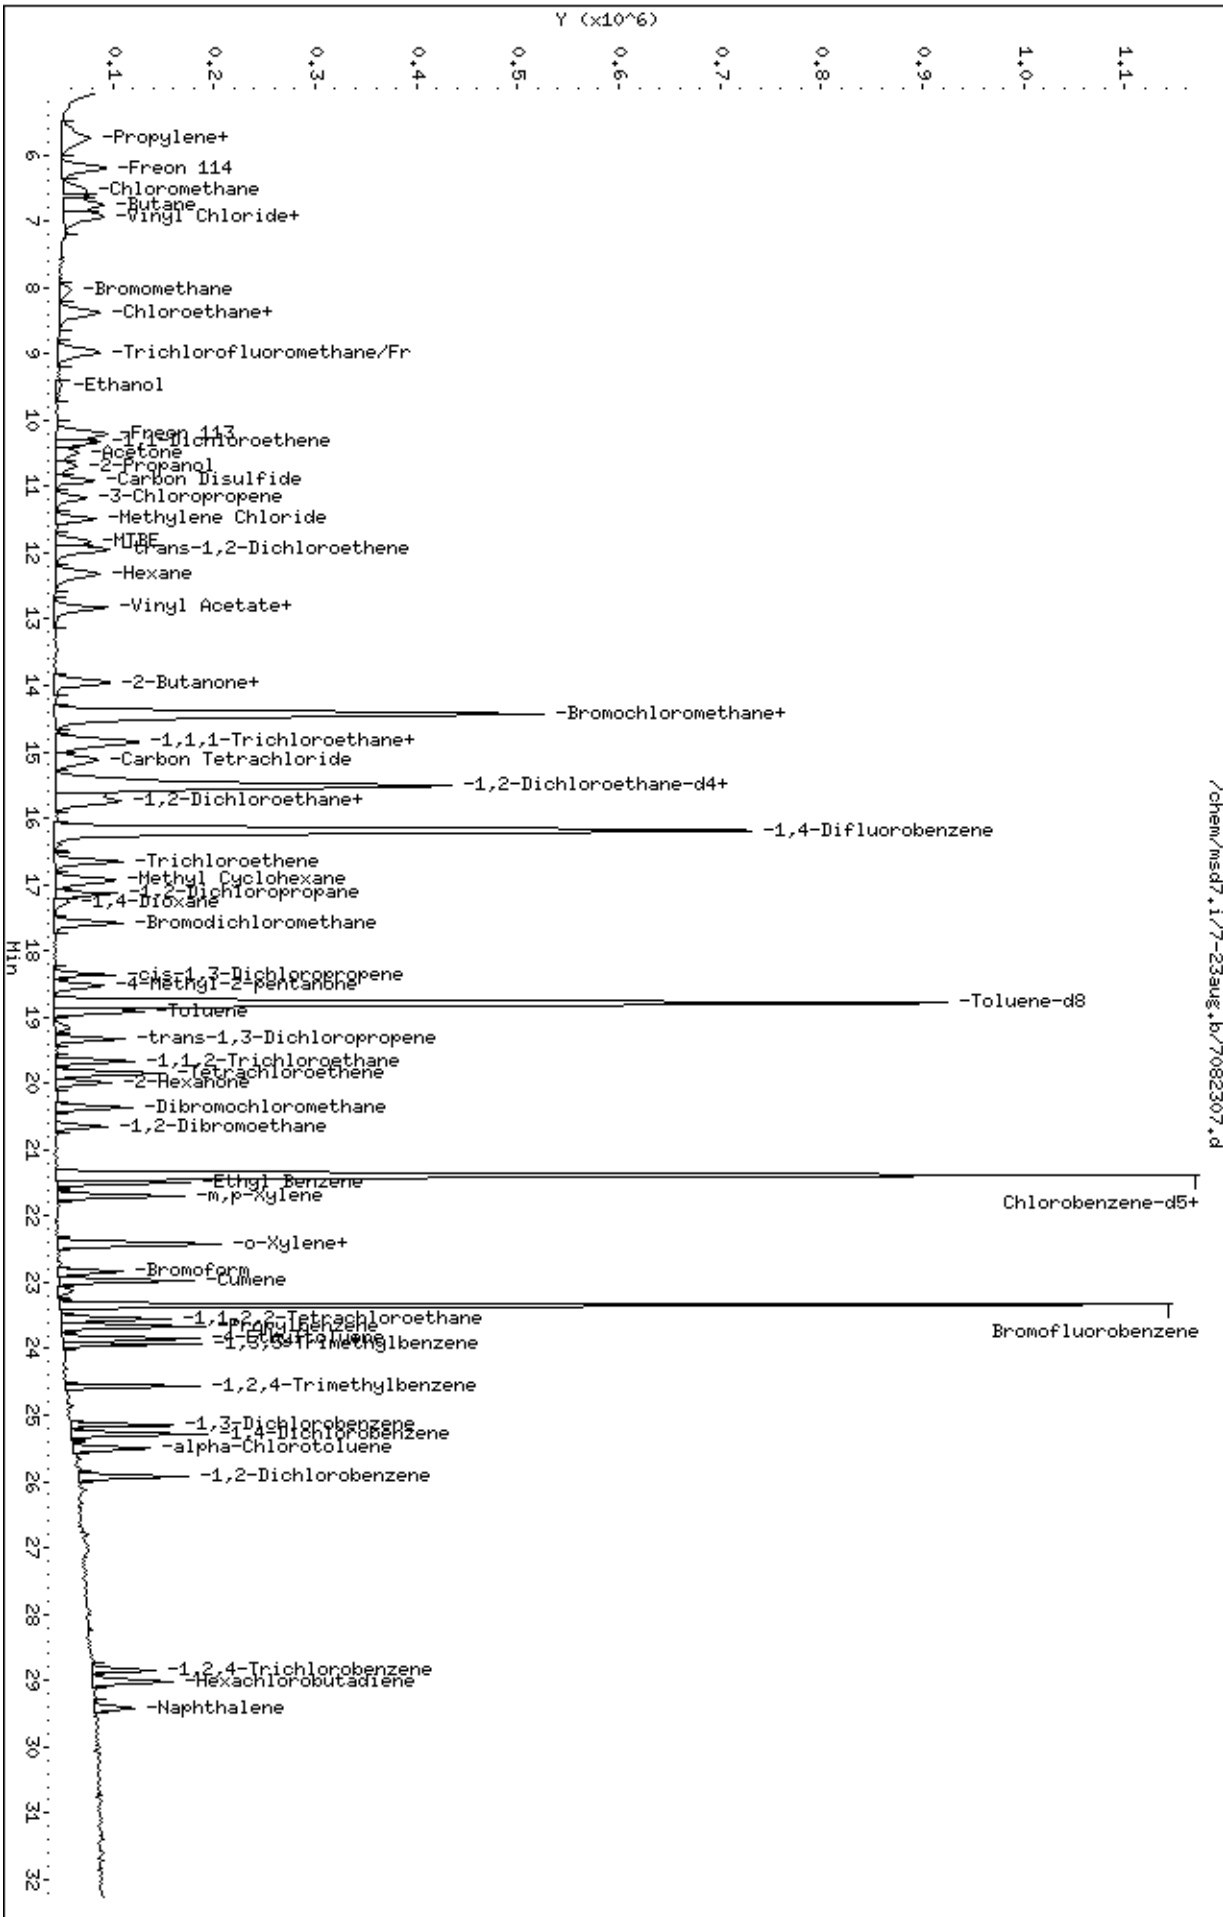 Y (x10^6)
0.1
0.2
0.3
0.4
0.5
0.6
0.7
0.8
0.9
1.0
1.1
/chem/msd7.i/7-23aug.b/7082307.d
-Propylene+
-Freon 114
-Chloromethane
-Butane
-Vinyl Chloride+
-Bromomethane
-Chloroethane+
-Trichlorofluoromethane/Fr
-Ethanol
-Freon 113
-1,1-Dichloroethene
-Acetone
-2-Propanol
-Carbon Disulfide
-3-Chloropropene
-Methylene Chloride
-MTBE
-trans-1,2-Dichloroethene
-Hexane
-Vinyl Acetate+
-2-Butanone+
-Bromochloromethane+
-1,1,1-Trichloroethane+
-Carbon Tetrachloride
-1,2-Dichloroethane-d4+
-1,2-Dichloroethane+
-1,4-Difluorobenzene
-Trichloroethene
-Methyl Cyclohexane
-1,2-Dichloropropane
-1,4-Dioxane
-Bromodichloromethane
-cis-1,3-Dichloropropene
-4-Methyl-2-pentanone
-Toluene-d8
-Toluene
-trans-1,3-Dichloropropene
-1,1,2-Trichloroethane
-Tetrachloroethene
-2-Hexanone
-Dibromochloromethane
-1,2-Dibromoethane
Chlorobenzene-d5+
-Ethyl Benzene
-m,p-Xylene
-o-Xylene+
-Bromoform
-Cumene
Bromofluorobenzene
-1,1,2,2-Tetrachloroethane
-Propylbenzene
-4-Ethyltoluene
-1,3,5-Trimethylbenzene
-1,2,4-Trimethylbenzene
-1,3-Dichlorobenzene
-1,4-Dichlorobenzene
-alpha-Chlorotoluene
-1,2-Dichlorobenzene
-1,2,4-Trichlorobenzene
-Hexachlorobutadiene
-Naphthalene
6
7
8
9
10
11
12
13
14
15
16
17
18
19
20
21
22
23
24
25
26
27
28
29
30
31
32
Min